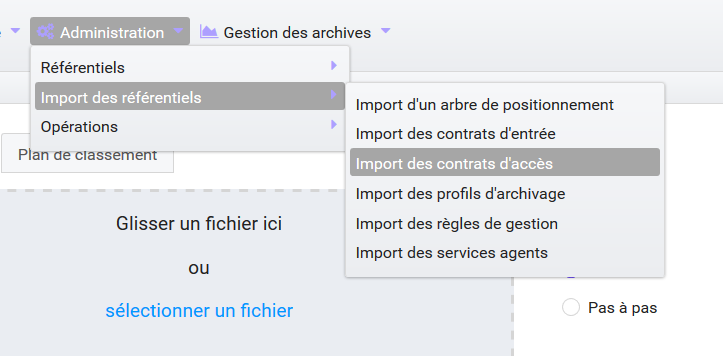 Administration
Gestion des archives
Référentiels
Import des référentiels
Opérations
Import d'un arbre de positionnement
Import des contrats d'entrée
Import des contrats d'accès
Import des profils d'archivage
Import des règles de gestion
Import des services agents
Plan de classement
Glisser un fichier ici
ou
sélectionner un fichier
Pas à pas